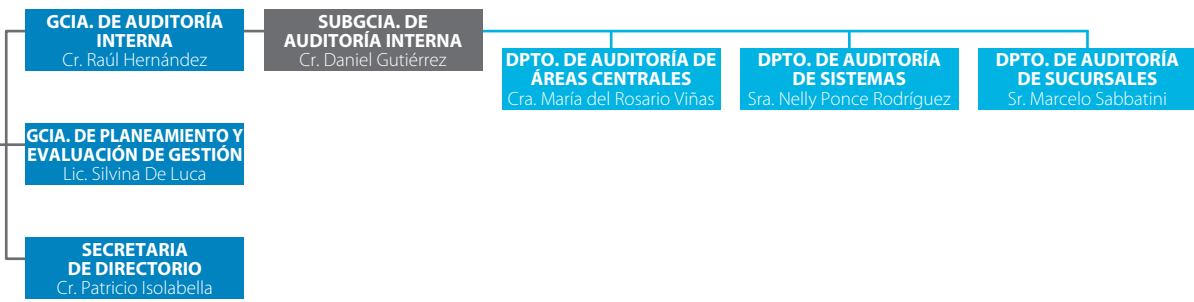 GCIA. DE AUDITORÍA
INTERNA
Cr. Raúl Hernández
SUBGCIA. DE
AUDITORÍA INTERNA
Cr. Daniel Gutiérrez
DPTO. DE AUDITORÍA DE
ÁREAS CENTRALES
Cra. María del Rosario Viñas
DPTO. DE AUDITORÍA
DE SISTEMAS
Sra. Nelly Ponce Rodríguez
DPTO. DE AUDITORÍA
DE SUCURSALES
Sr. Marcelo Sabbatini
GCIA. DE PLANEAMIENTO Y
EVALUACIÓN DE GESTIÓN
Lic. Silvina De Luca
SECRETARIA
DE DIRECTORIO
Cr. Patricio Isolabella